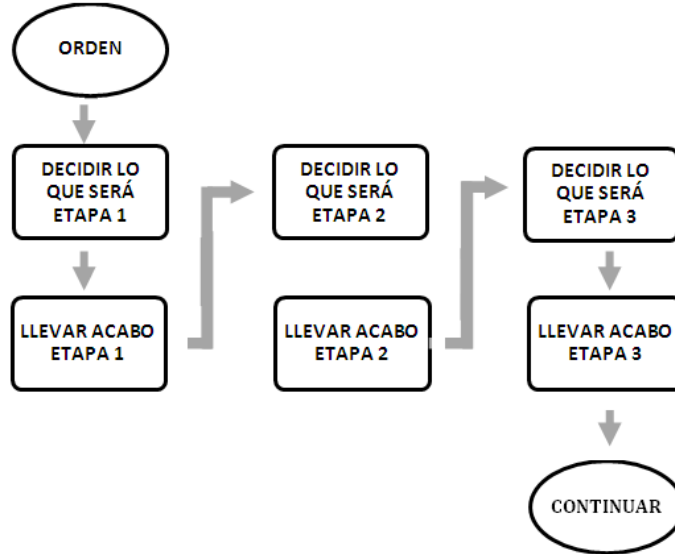 ORDEN
DECIDIR LO
QUE SERÁ
ETAPA 1
LLEVAR ACABO
ETAPA 1
DECIDIR LO
QUE SERÁ
ETAPA 2
LLEVAR ACABO
ETAPA 2
DECIDIR LO
QUE SERÁ
ETAPA 3
LLEVAR ACABO
ETAPA 3
CONTINUAR